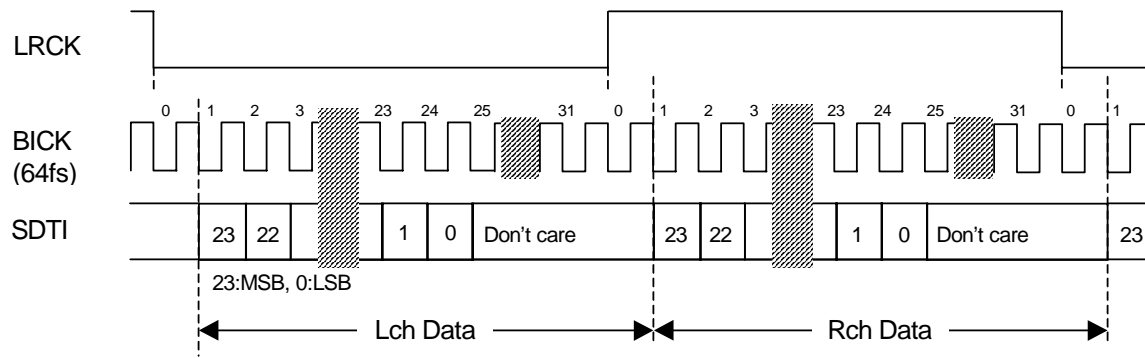 LRCK
0 1 2 3 23 24 25 31 0 1 2 3 23 24 25 31 0 1
BICK
(64fs)
SDTI
23 22 1 0 Don't care 23 22 1 0 Don't care 23
23:MSB, 0:LSB
Lch Data Rch Data